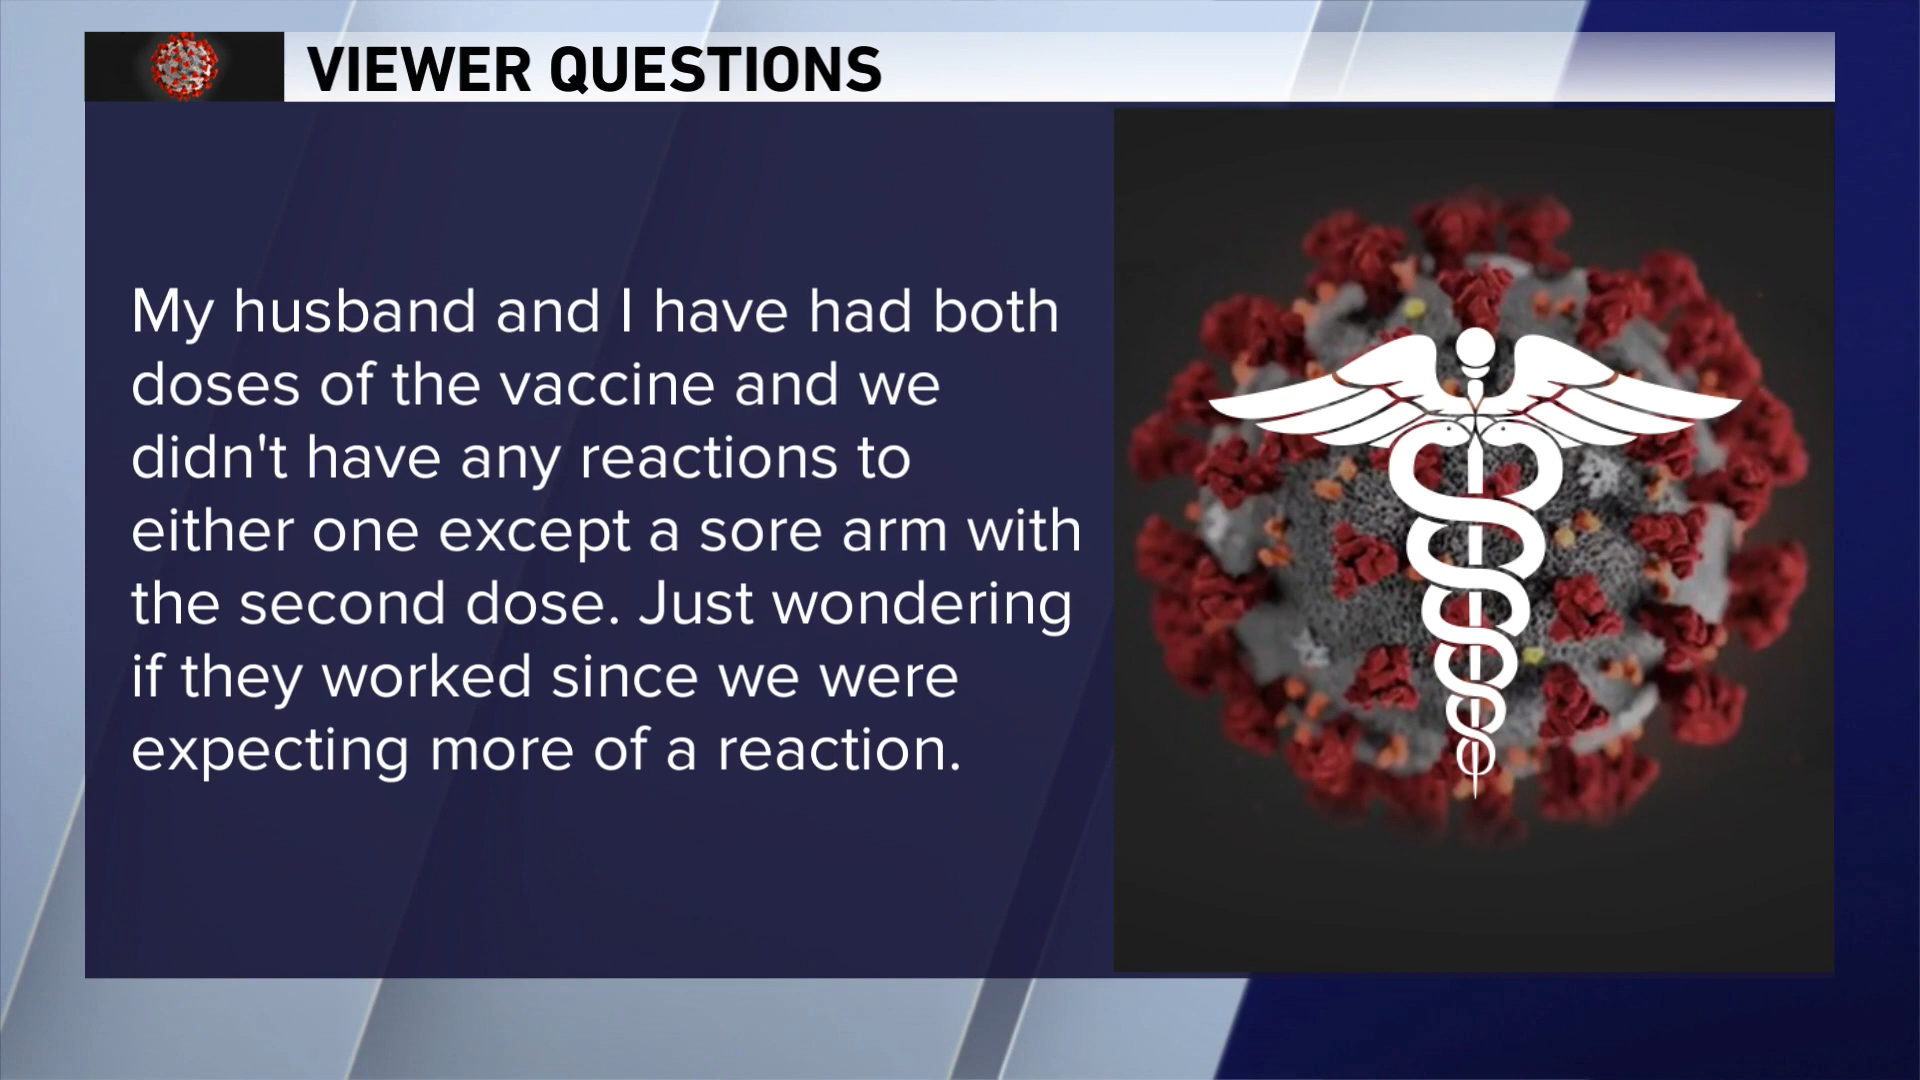 VIEWER QUESTIONS
My husband and I have had both
doses of the vaccine and we
didn't have any reactions to
either one except a sore arm with
the second dose. Just wondering
if they worked since we were
expecting more of a reaction.